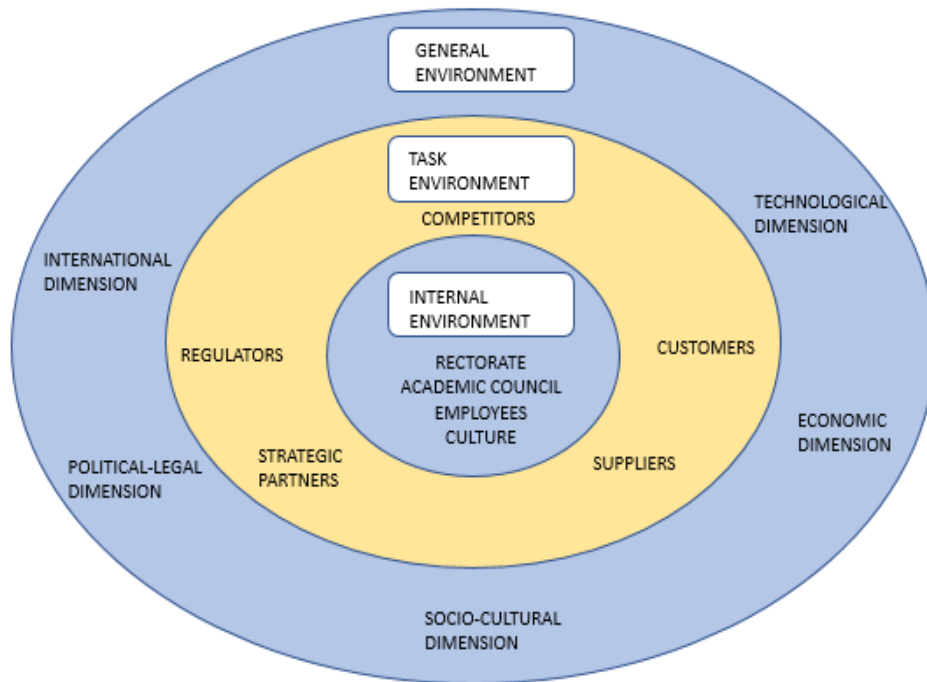 GENERAL
ENVIRONMENT
TASK
ENVIRONMENT
COMPETITORS
TECHNOLOGICAL
DIMENSION
INTERNATIONAL
DIMENSION
INTERNAL
ENVIRONMENT
REGULATORS
CUSTOMERS
RECTORATE
ACADEMIC COUNCIL
EMPLOYEES
CULTURE
ECONOMIC
DIMENSION
STRATEGIC
PARTNERS
SUPPLIERS
POLITICAL-LEGAL
DIMENSION
SOCIO-CULTURAL
DIMENSION